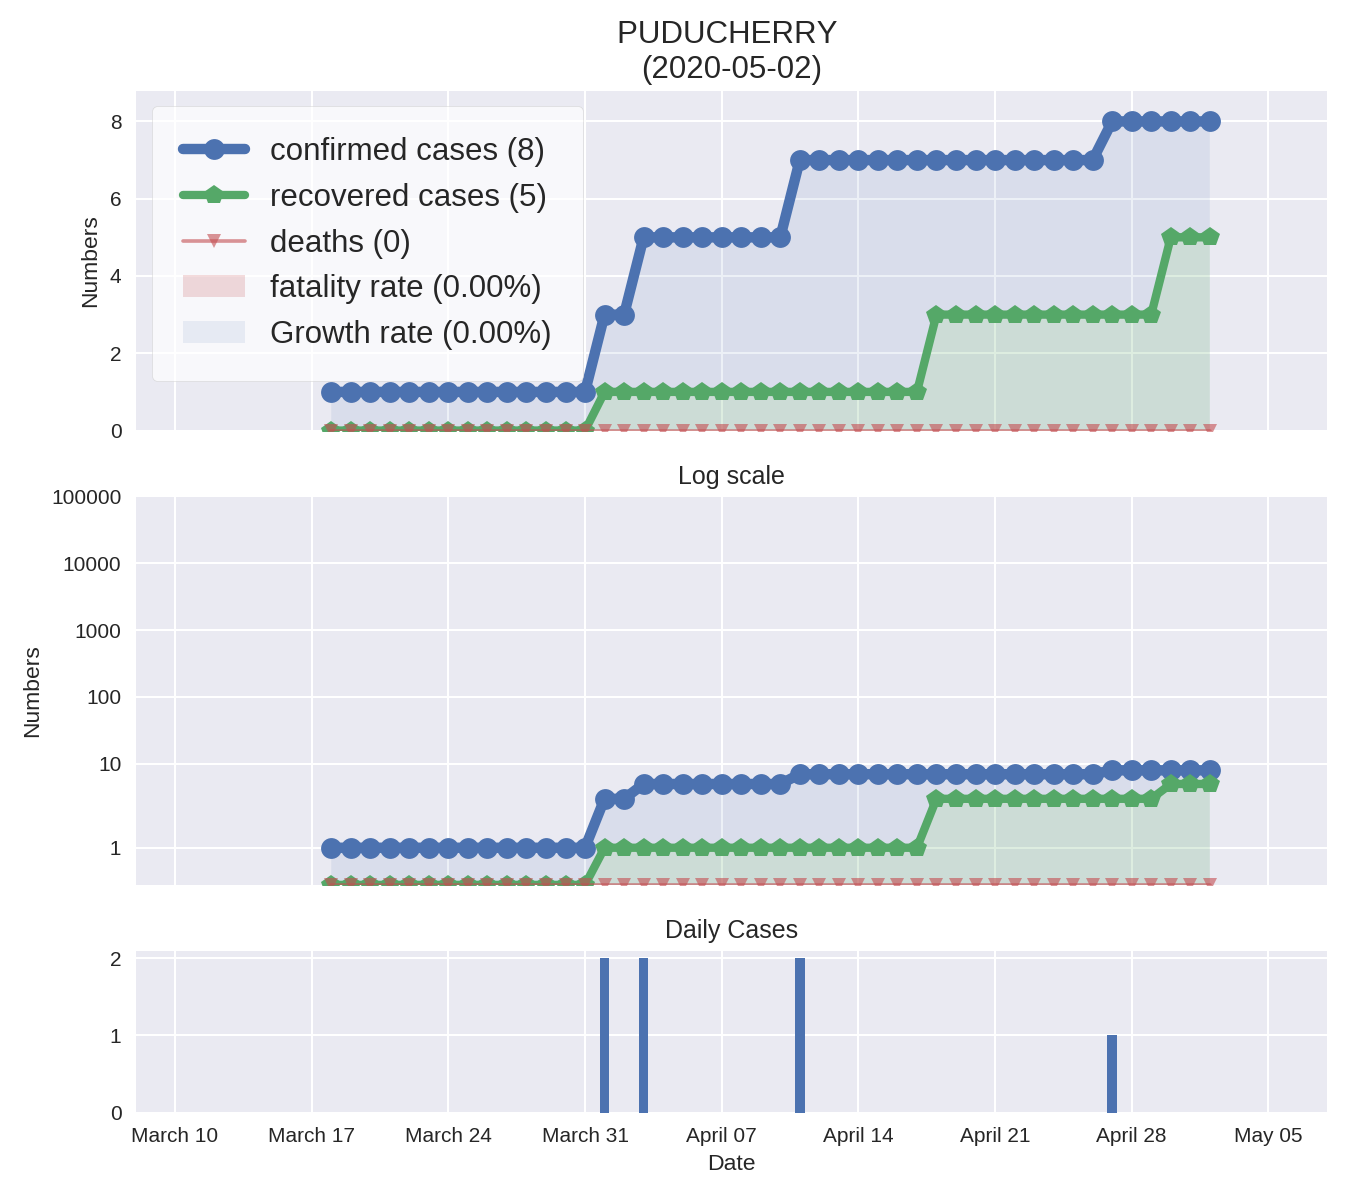 PUDUCHERRY
(2020-05-02)
8
6
4
2
0
Numbers
confirmed cases (8)
recovered cases (5)
deaths (0)
fatality rate (0.00%)
Growth rate (0.00%)
Log scale
100000
10000
1000
100
10
1
Numbers
Daily Cases
2
1
0
March 10 March 17 March 24 March 31 April 07 April 14 April 21 April 28 May 05
Date